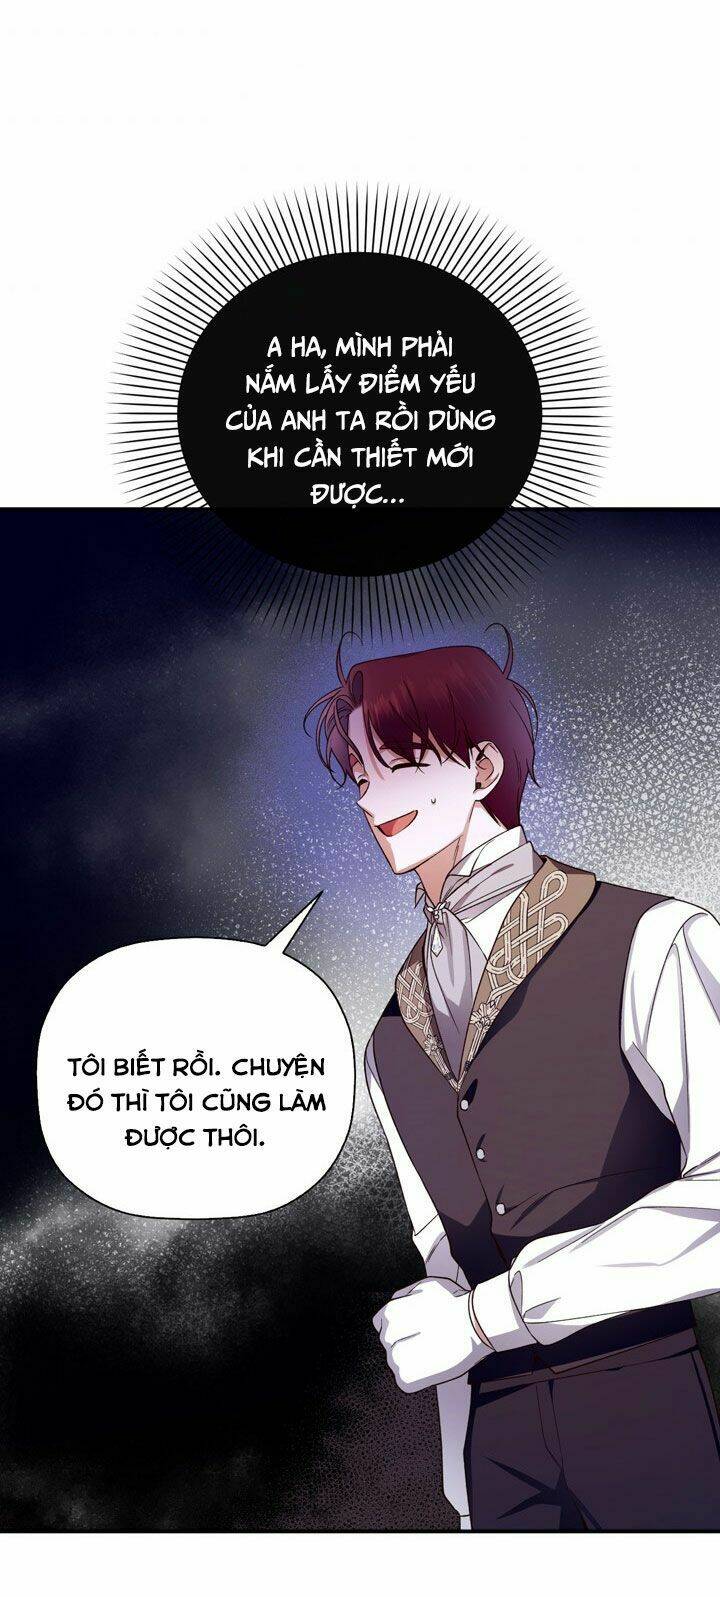 A HA, MÌNH PHẢI
NẮM LẤY ĐIỂM YẾU
CỦA ANH TA RỒI DÙNG
KHI CẦN THIẾT MỚI
ĐƯỢC...
TÔI BIẾT RỒI. CHUYỆN
ĐÓ THÌ TÔI CŨNG LÀM
ĐƯỢC THÔI.